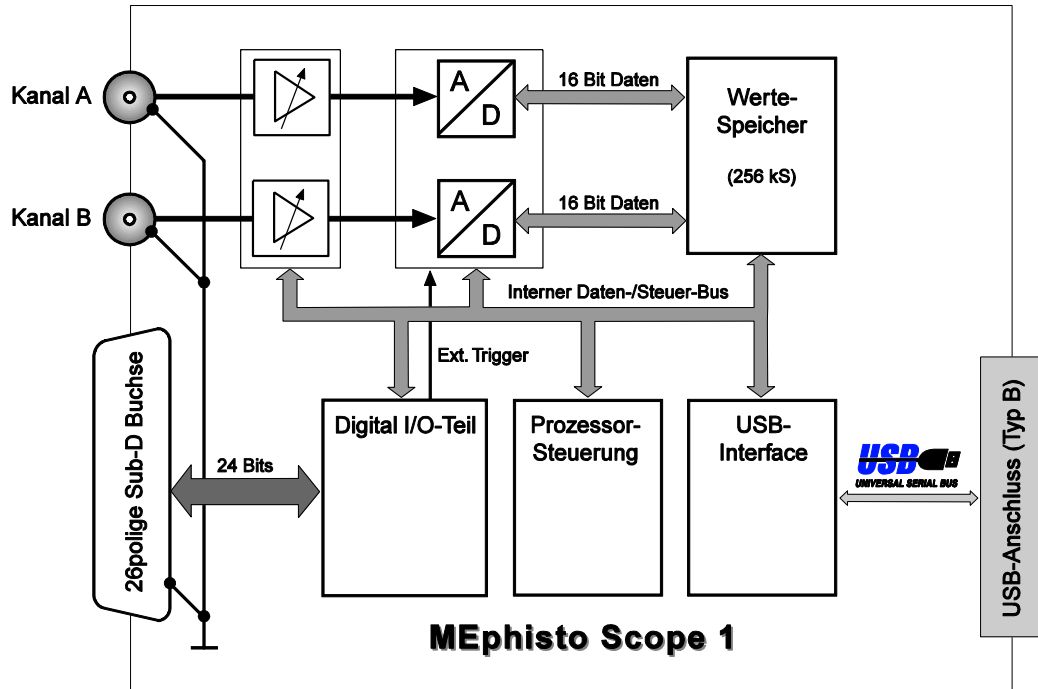 Kanal A
A
D
16 Bit Daten
Werte-
Speicher
(256 kS)
Kanal B
A
D
16 Bit Daten
Interner Daten-/Steuer-Bus
Ext. Trigger
26polige Sub-D Buchse
24 Bits
Digital I/O-Teil
Prozessor-
Steuerung
USB-
Interface
USB
UNIVERSAL SERIAL BUS
USB-Anschluss (Typ B)
MEphisto Scope 1